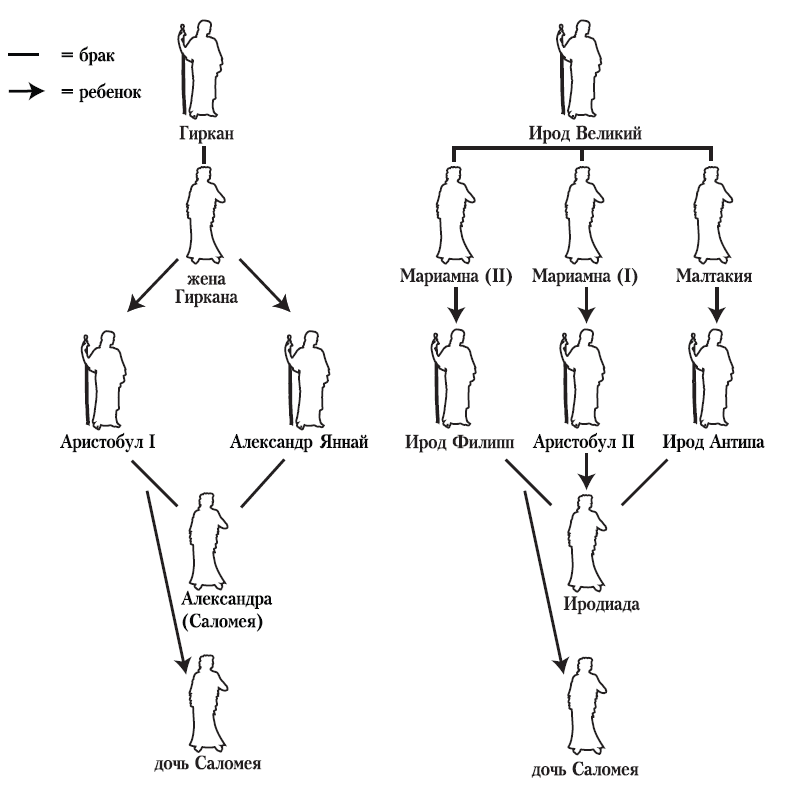 = брак
= ребенок
Гиркан
Ирод Великий
жена
Гиркана
Мариамна (II)
Мариамна (I)
Малтакия
Аристобул I
Александр Яннай
Ирод Филипп
Аристобул II
Ирод Антипа
Александра
(Саломея)
Иродиада
дочь Саломея
дочь Саломея